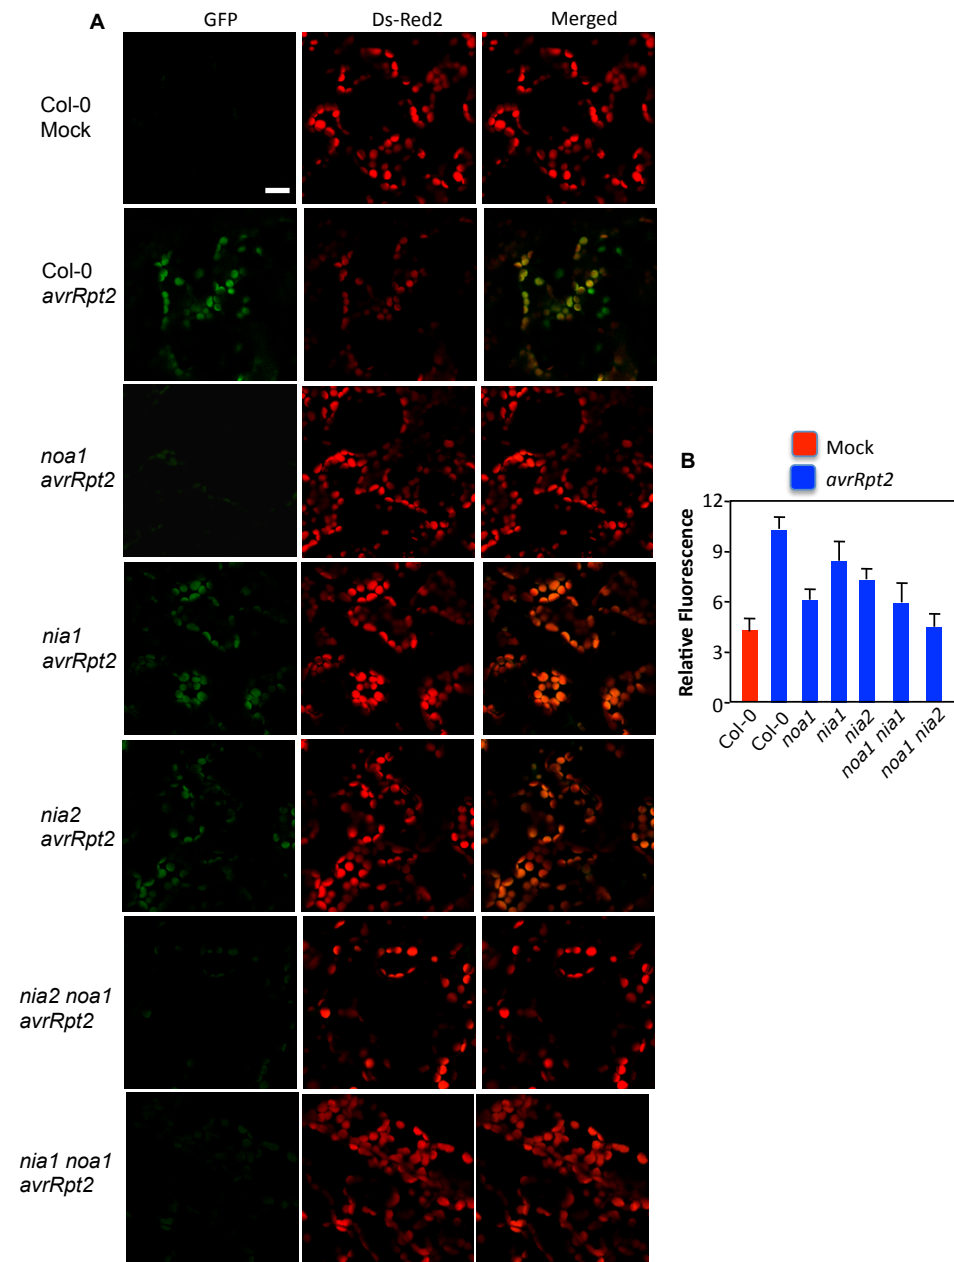 A
GFP
Ds-Red2
Merged
Col-0
Mock
Col-0
avrRpt2
noa1
avrRpt2
nia1
avrRpt2
nia2
avrRpt2
nia2 noa1
avrRpt2
nia1 noa1
avrRpt2
B
Mock
avrRpt2
Relative Fluorescence
12
9
6
3
0
Col-0
Col-0
noa1
nia1
nia2
noa1 nia1
noa1 nia2